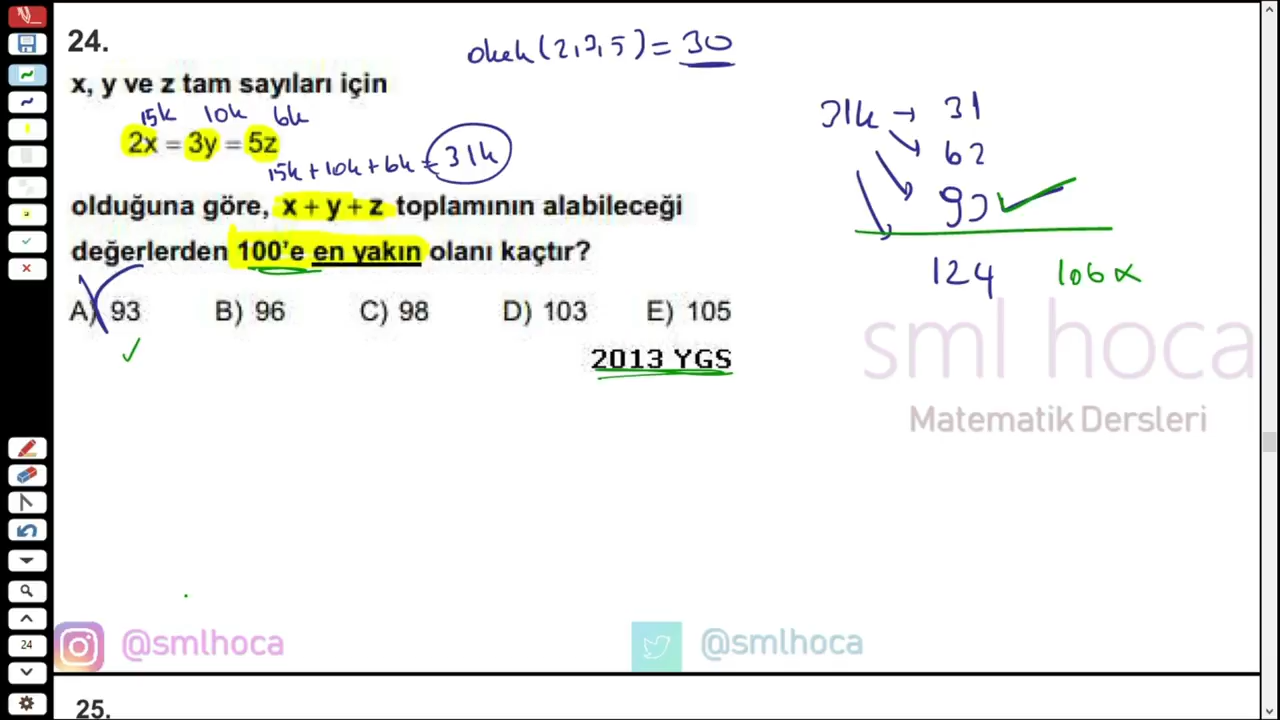 24.
okek(2,3,5) = 30
x, y ve z tam sayıları için
15k 10k 6k
2x = 3y = 5z
15k+10k+6k = 31k
olduğuna göre, x + y + z toplamının alabileceği
değerlerden 100'e en yakın olanı kaçtır?
A) 93 B) 96 C) 98 D) 103 E) 105
2013 YGS
31k → 31
62
93
124 106x
sml hoca
Matematik Dersleri
24
@smlhoca @smlhoca
25.